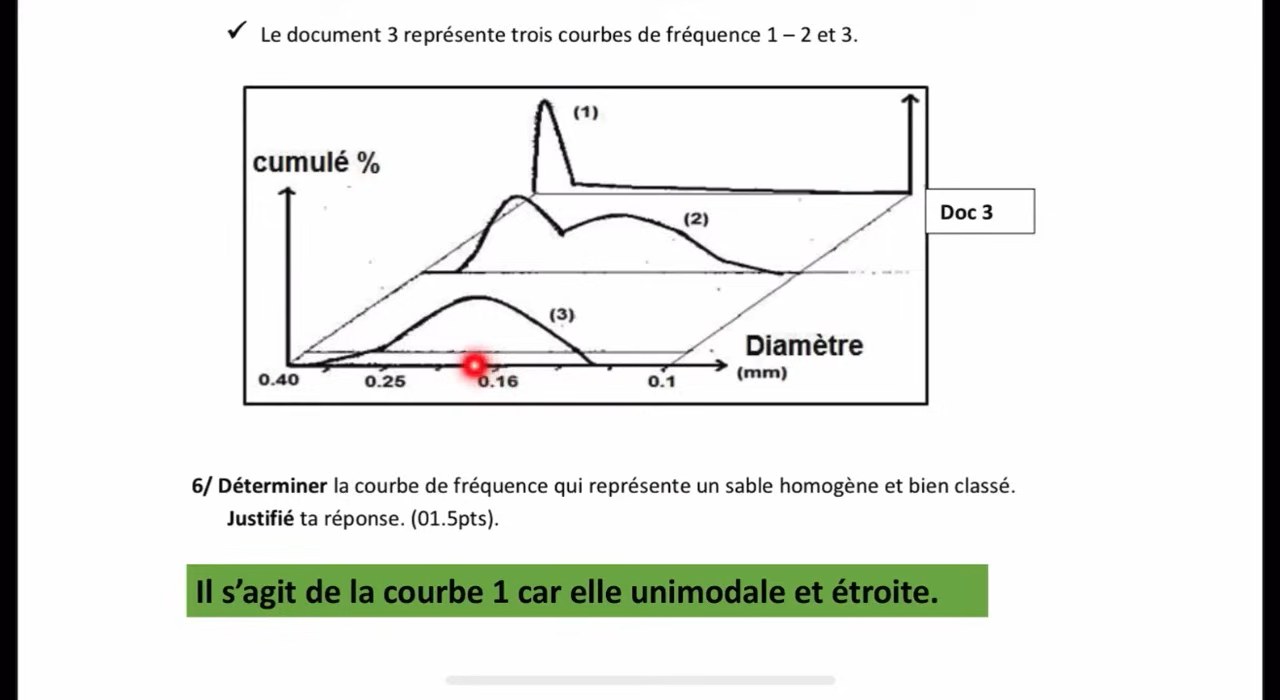 ✓ Le document 3 représente trois courbes de fréquence 1 – 2 et 3.
(1)
cumulé %
Doc 3
(2)
(3)
Diamètre
(mm)
0.40 0.25 0.16 0.1
6/ Déterminer la courbe de fréquence qui représente un sable homogène et bien classé.
Justifié ta réponse. (01.5pts).
Il s’agit de la courbe 1 car elle unimodale et étroite.